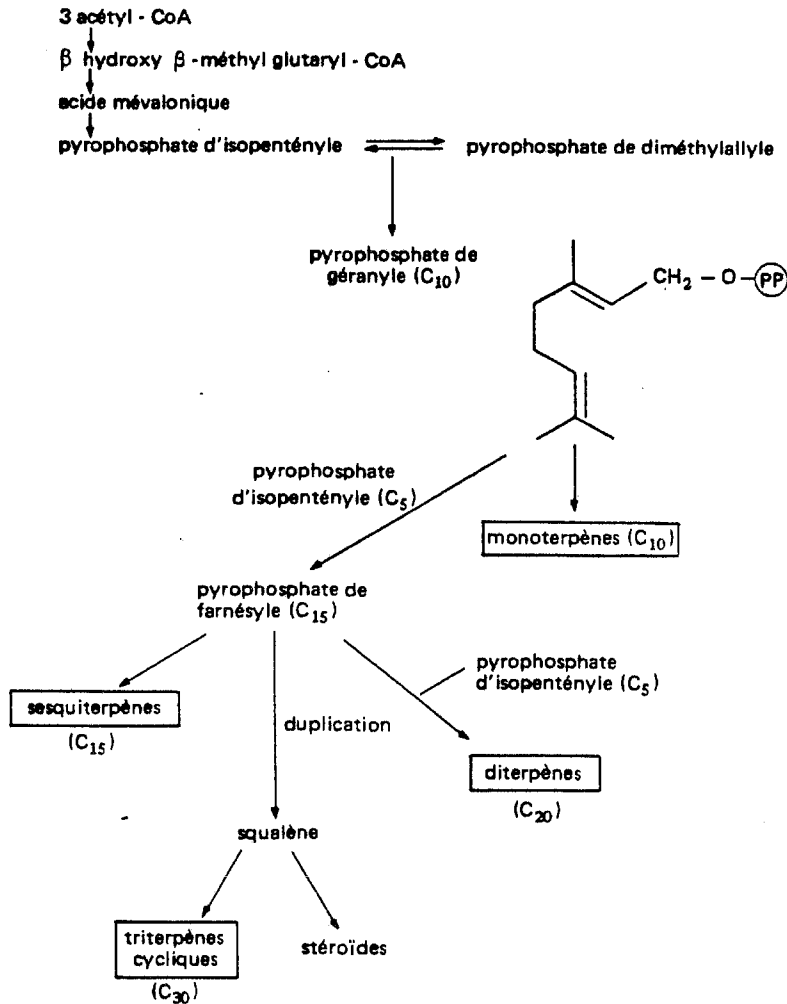 3 acétyl - CoA
β hydroxy β -méthyl glutaryl - CoA
acide mévalonique
pyrophosphate d'isopentényle
pyrophosphate de diméthylallyle
pyrophosphate de
géranyle (C10)
CH2 – O – PP
pyrophosphate
d'isopentényle (C5)
monoterpènes (C10)
pyrophosphate de
farnésyle (C15)
pyrophosphate
d'isopentényle (C5)
sesquiterpènes
(C15)
duplication
diterpènes
(C20)
squalène
triterpènes
cycliques
(C30)
stéroïdes